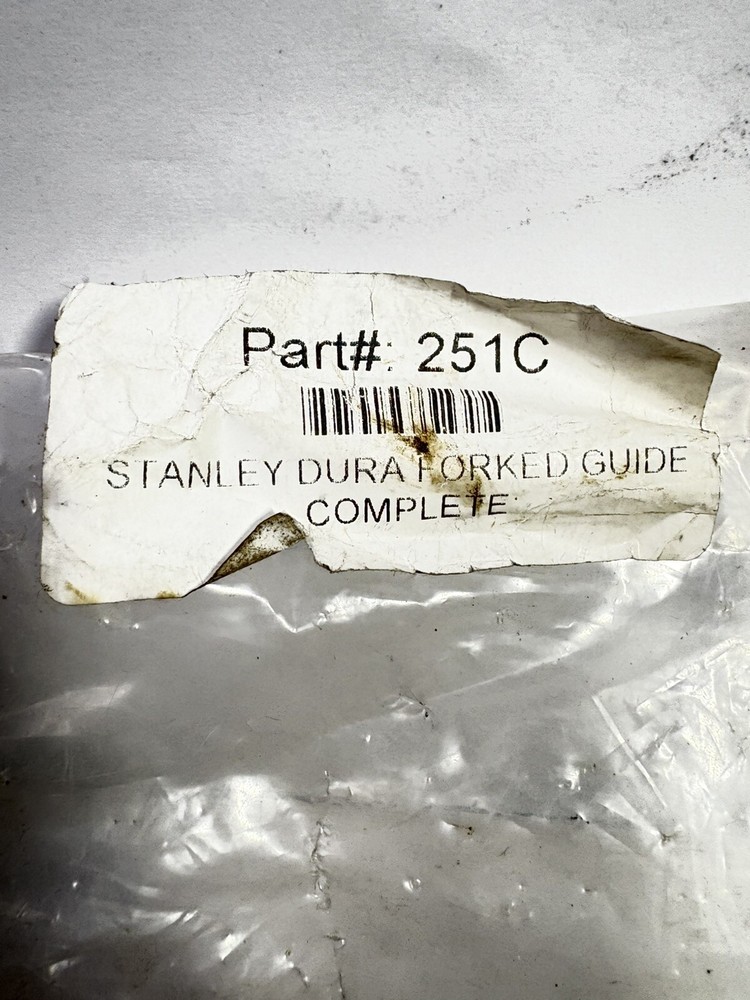 Part#: 251C
STANLEY DURA FORKED GUIDE
COMPLETE